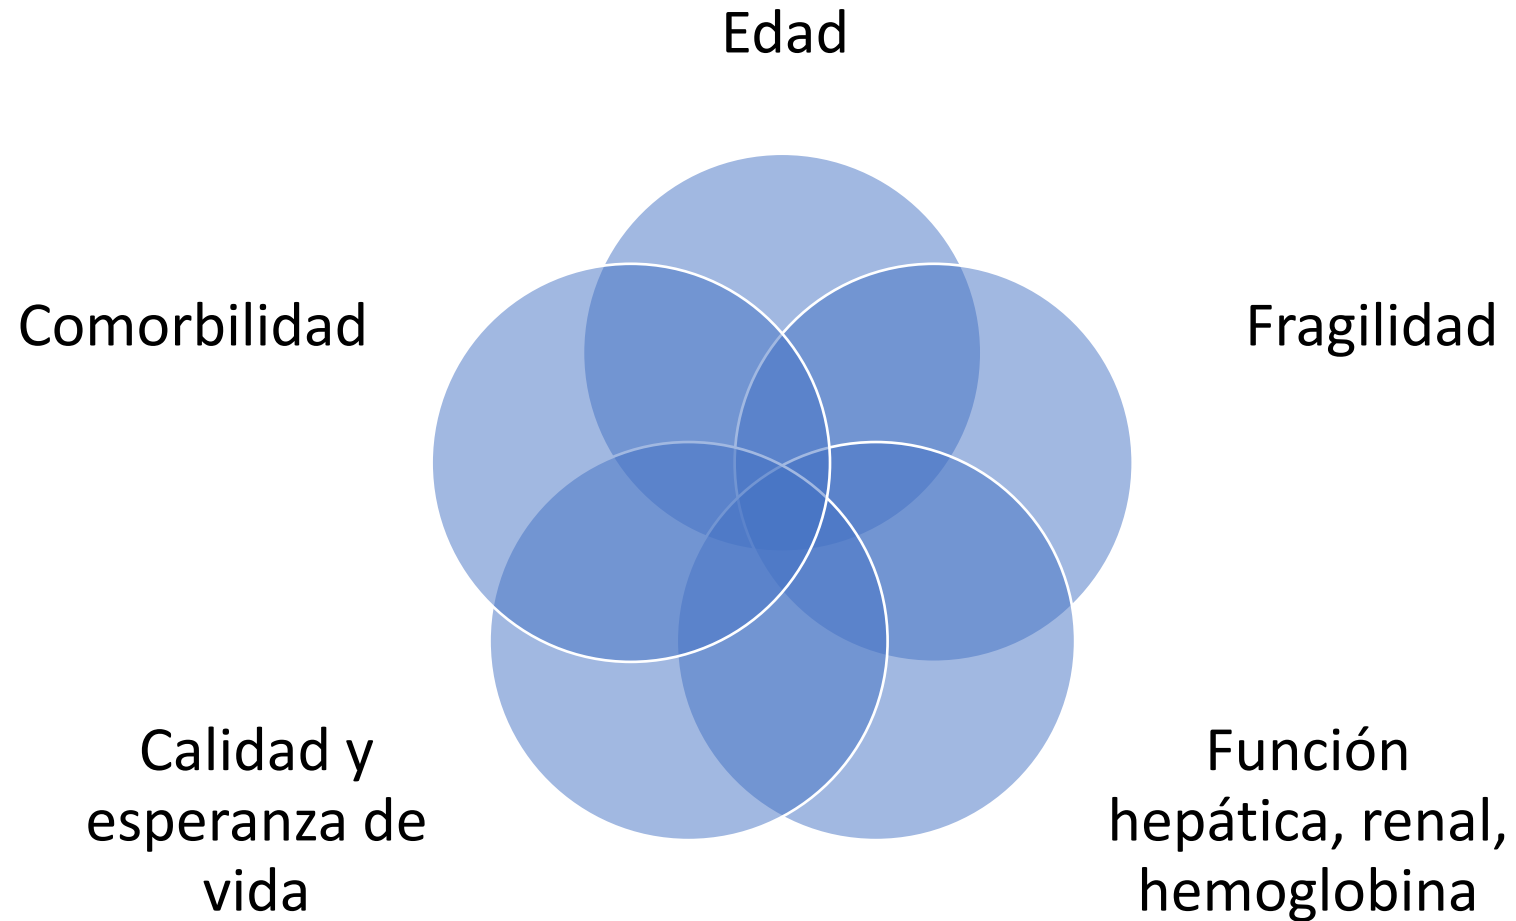 Edad
Comorbilidad
Fragilidad
Calidad y
esperanza de
vida
Función
hepática, renal,
hemoglobina